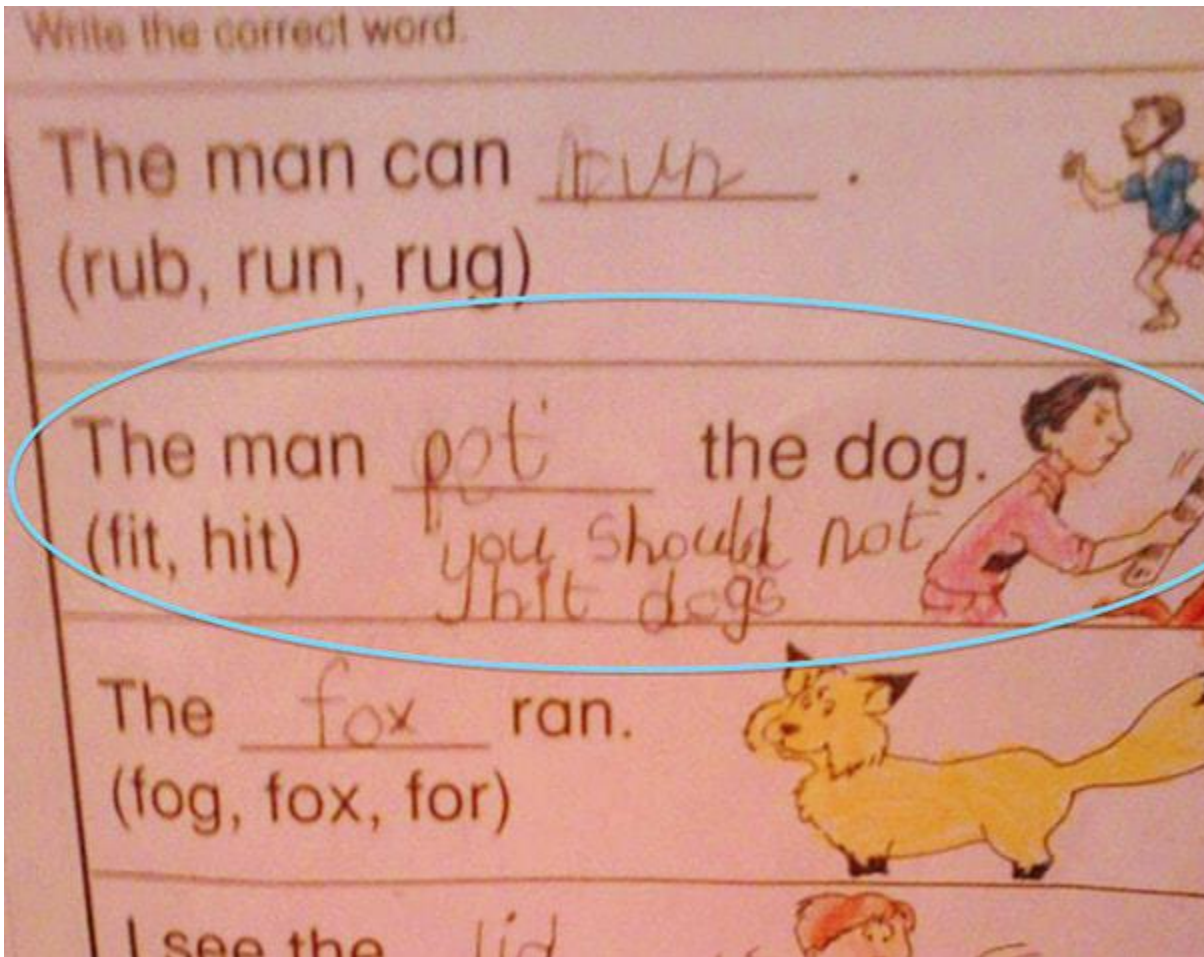 Write the correct word.
The man can run .
(rub, run, rug)
The man pet the dog.
(fit, hit) you should not
hit dogs
The fox ran.
(fog, fox, for)
I see the lid